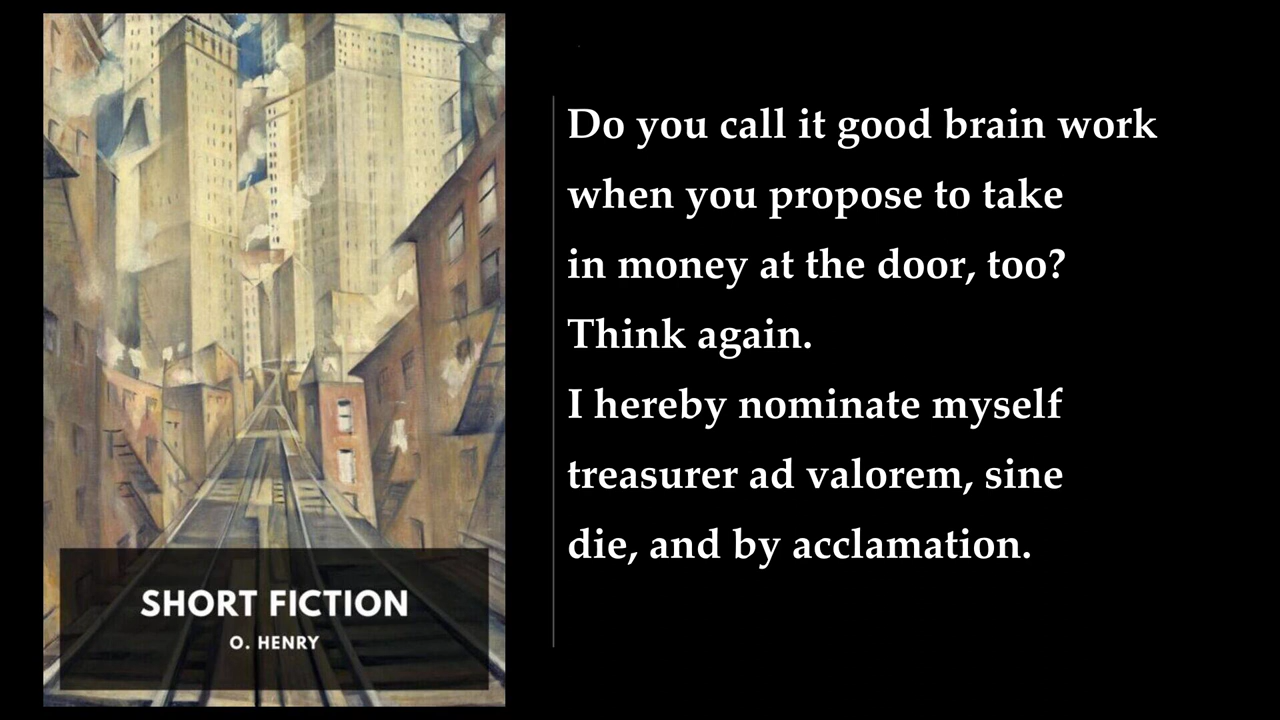 Do you call it good brain work
when you propose to take
in money at the door, too?
Think again.
I hereby nominate myself
treasurer ad valorem, sine
die, and by acclamation.
SHORT FICTION
O. HENRY